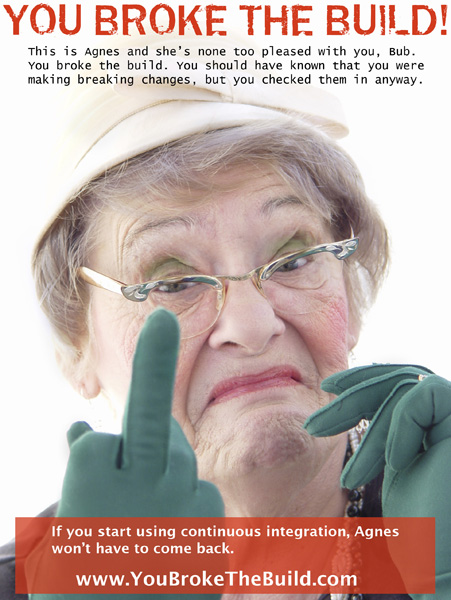 YOU BROKE THE BUILD!
This is Agnes and she's none too pleased with you, Bub.
You broke the build. You should have known that you were
making breaking changes, but you checked them in anyway.
If you start using continuous integration, Agnes
won't have to come back.
www.YouBrokeTheBuild.com